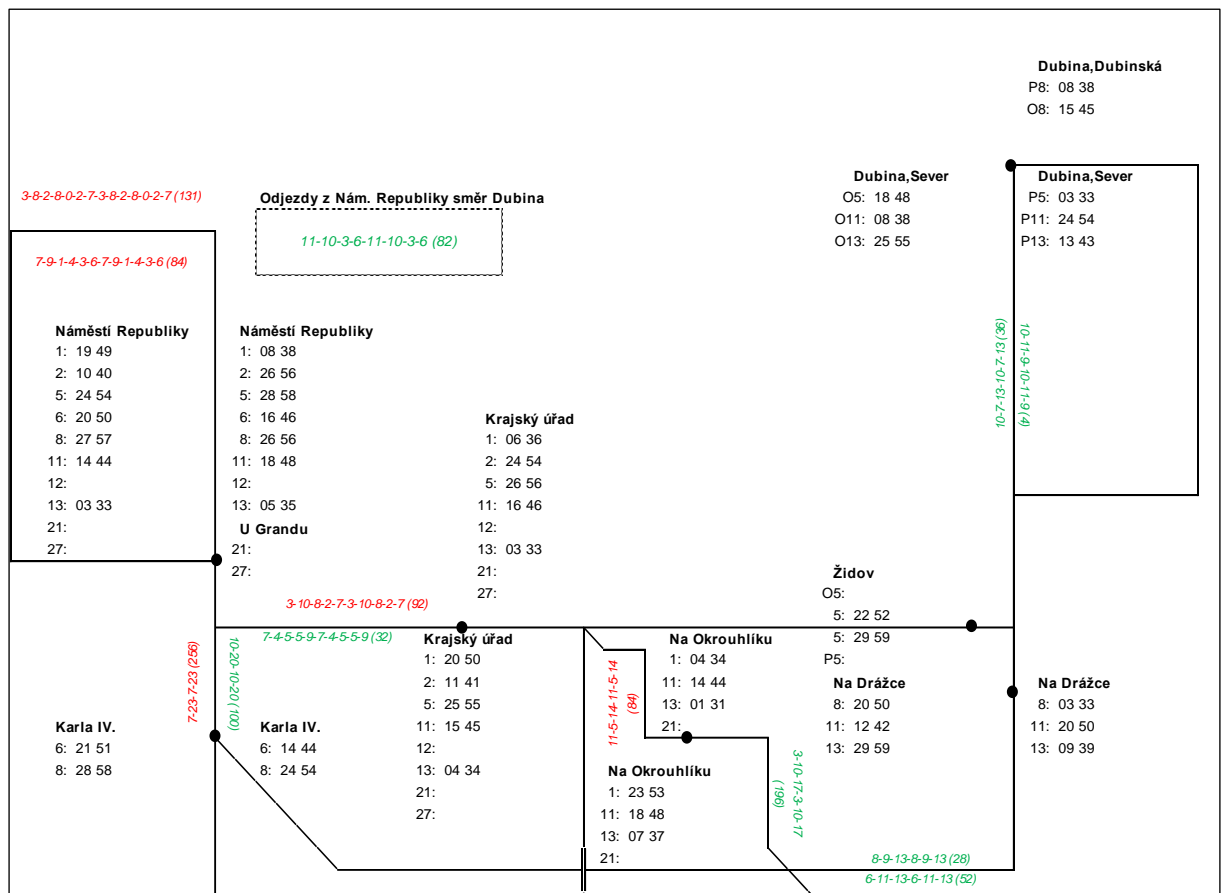 Dubina,Dubinská
P8: 08 38
O8: 15 45
Dubina,Sever
O5: 18 48
O11: 08 38
O13: 25 55
Dubina,Sever
P5: 03 33
P11: 24 54
P13: 13 43
3-8-2-8-0-2-7-3-8-2-8-0-2-7 (131)
Odjezdy z Nám. Republiky směr Dubina
11-10-3-6-11-10-3-6 (82)
7-9-1-4-3-6-7-9-1-4-3-6 (84)
Náměstí Republiky
1: 19 49
2: 10 40
5: 24 54
6: 20 50
8: 27 57
11: 14 44
12:
13: 03 33
21:
27:
Náměstí Republiky
1: 08 38
2: 26 56
5: 28 58
6: 16 46
8: 26 56
11: 18 48
12:
13: 05 35
U Grandu
21:
27:
Krajský úřad
1: 06 36
2: 24 54
5: 26 56
11: 16 46
12:
13: 03 33
21:
27:
10-7-13-10-7-13 (36)
10-11-9-10-11-9 (4)
3-10-8-2-7-3-10-8-2-7 (92)
7-4-5-5-9-7-4-5-5-9 (32)
Židov
O5:
5: 22 52
5: 29 59
P5:
7-23-7-23 (256)
10-20-10-20 (100)
Krajský úřad
1: 20 50
2: 11 41
5: 25 55
11: 15 45
12:
13: 04 34
21:
27:
11-5-14-11-5-14
(84)
Na Okrouhlíku
1: 04 34
11: 14 44
13: 01 31
21:
Na Drážce
8: 20 50
11: 12 42
13: 29 59
Na Drážce
8: 03 33
11: 20 50
13: 09 39
Karla IV.
6: 21 51
8: 28 58
Karla IV.
6: 14 44
8: 24 54
3-10-17-3-10-17
(196)
Na Okrouhlíku
1: 23 53
11: 18 48
13: 07 37
21:
8-9-13-8-9-13 (28)
6-11-13-6-11-13 (52)